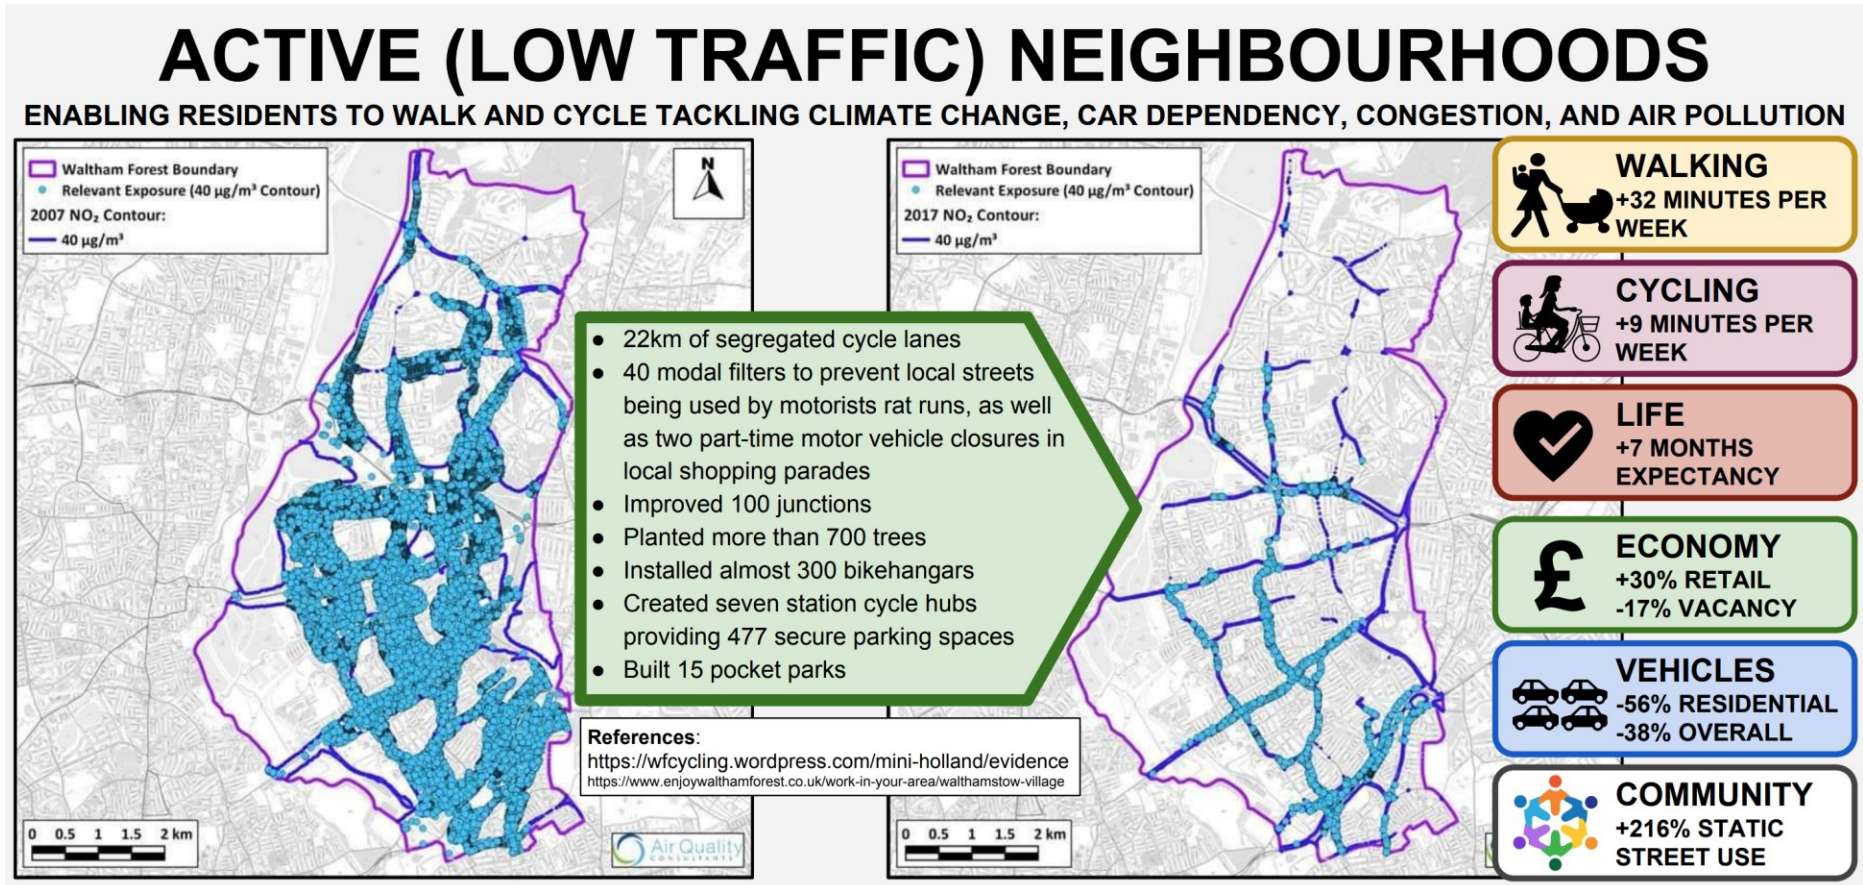 ACTIVE (LOW TRAFFIC) NEIGHBOURHOODS
ENABLING RESIDENTS TO WALK AND CYCLE TACKLING CLIMATE CHANGE, CAR DEPENDENCY, CONGESTION, AND AIR POLLUTION
Waltham Forest Boundary
Relevant Exposure (40 µg/m³ Contour)
2007 NO₂ Contour:
40 µg/m³
N
0 0.5 1 1.5 2 km
Air Quality
CONSULTANTS
● 22km of segregated cycle lanes
● 40 modal filters to prevent local streets
being used by motorists rat runs, as well
as two part-time motor vehicle closures in
local shopping parades
● Improved 100 junctions
● Planted more than 700 trees
● Installed almost 300 bikehangars
● Created seven station cycle hubs
providing 477 secure parking spaces
● Built 15 pocket parks
References:
https://wfcycling.wordpress.com/mini-holland/evidence
https://www.enjoywalthamforest.co.uk/work-in-your-area/walthamstow-village
Waltham Forest Boundary
Relevant Exposure (40 µg/m³ Contour)
2017 NO₂ Contour:
40 µg/m³
0 0.5 1 1.5 2 km
WALKING
+32 MINUTES PER
WEEK
CYCLING
+9 MINUTES PER
WEEK
LIFE
+7 MONTHS
EXPECTANCY
£
ECONOMY
+30% RETAIL
-17% VACANCY
VEHICLES
-56% RESIDENTIAL
-38% OVERALL
COMMUNITY
+216% STATIC
STREET USE